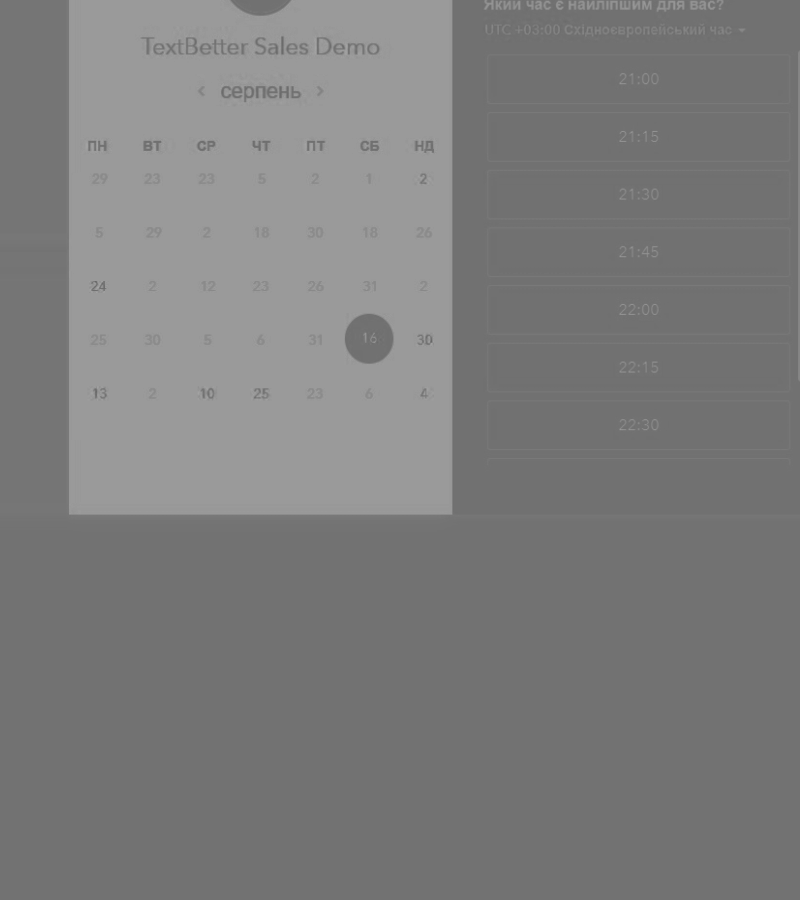 TextBetter Sales Demo
‹ серпень ›
ПН ВТ СР ЧТ ПТ СБ НД
29 23 23 5 2 1 2
5 29 2 18 30 18 26
24 2 12 23 26 31 2
25 30 5 6 31 16 30
13 2 10 25 23 6 4
Який час є найліпшим для вас?
UTC +03:00 Східноєвропейський час
21:00
21:15
21:30
21:45
22:00
22:15
22:30